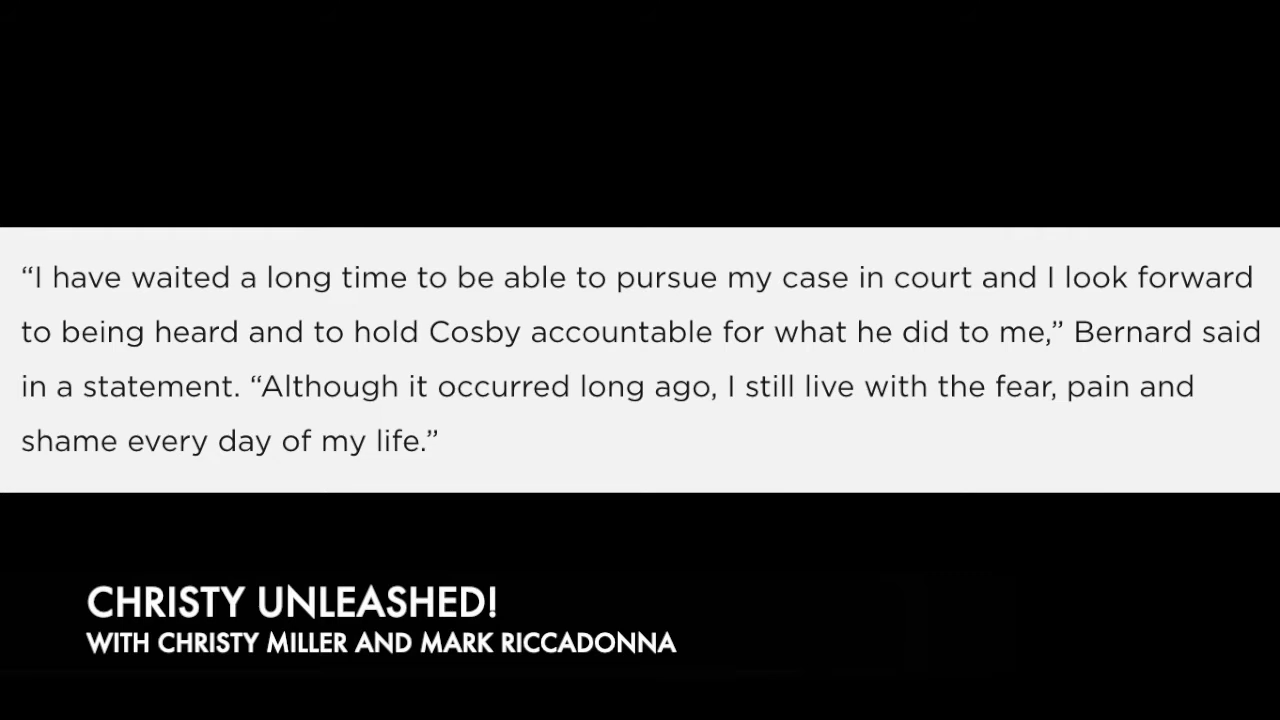 “I have waited a long time to be able to pursue my case in court and I look forward
to being heard and to hold Cosby accountable for what he did to me,” Bernard said
in a statement. “Although it occurred long ago, I still live with the fear, pain and
shame every day of my life.”
CHRISTY UNLEASHED!
WITH CHRISTY MILLER AND MARK RICCADONNA